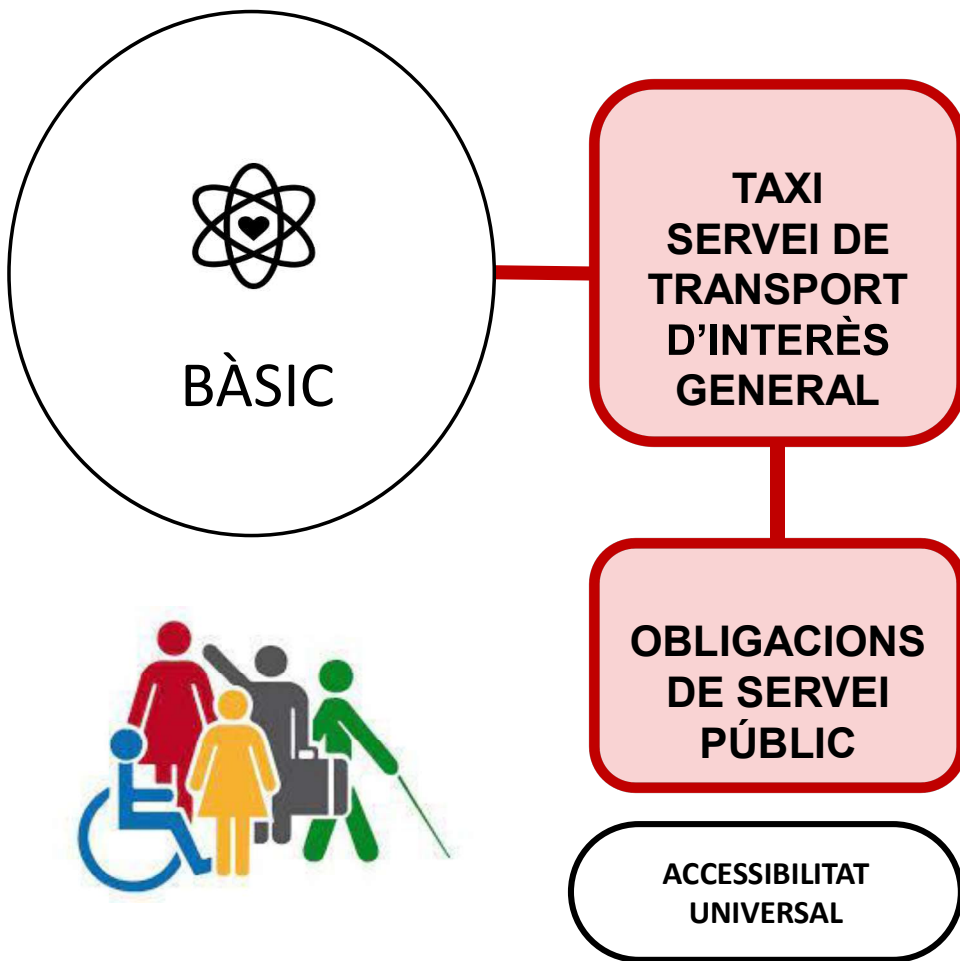 BÀSIC
TAXI
SERVEI DE
TRANSPORT
D’INTERÈS
GENERAL
OBLIGACIONS
DE SERVEI
PÚBLIC
ACCESSIBILITAT
UNIVERSAL